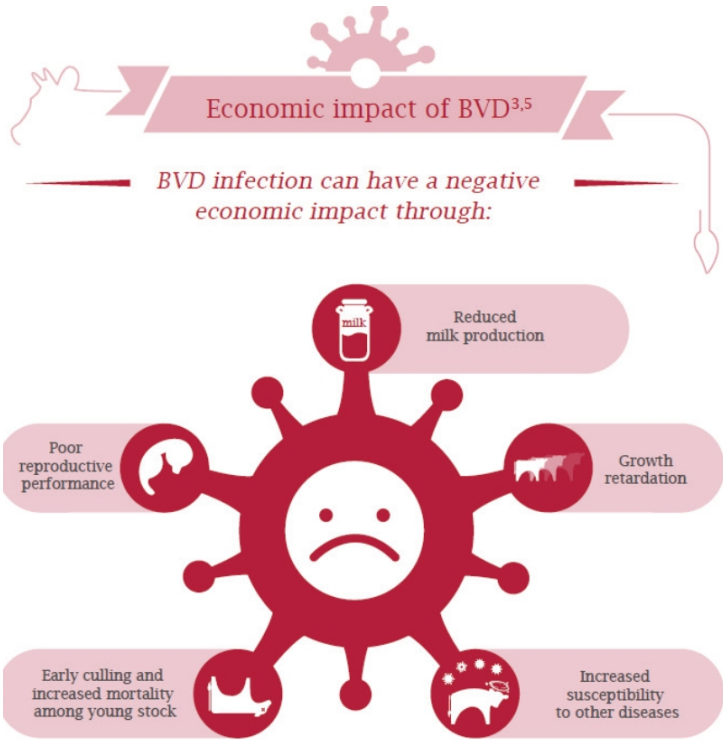 Economic impact of BVD3,5
BVD infection can have a negative
economic impact through:
milk
Reduced
milk production
Poor
reproductive
performance
Growth
retardation
Early culling and
increased mortality
among young stock
Increased
susceptibility
to other diseases